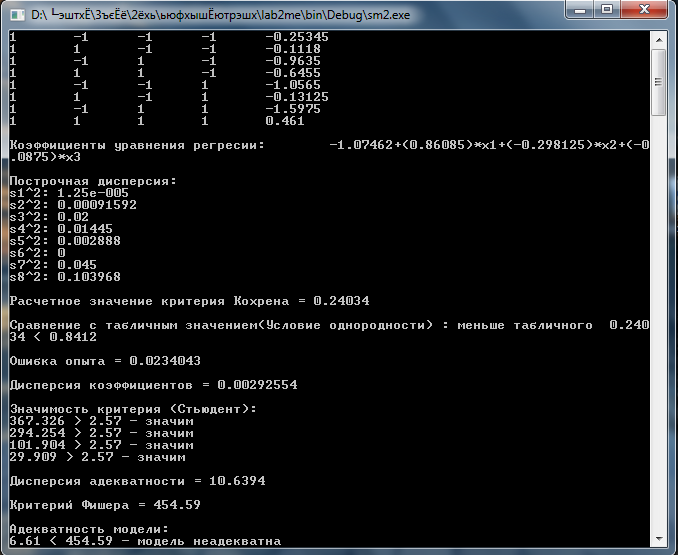 D:\ └эштхЁ\3ъєЁё\2ёхь\ьюфхышЁютрэшх\lab2me\bin\Debug\sm2.exe
1 -1 -1 -1 -0.25345
1 1 -1 -1 -0.1118
1 -1 1 -1 -0.9635
1 1 1 -1 -0.6455
1 -1 -1 1 -1.0565
1 1 -1 1 -0.13125
1 -1 1 1 -1.5975
1 1 1 1 0.461
Коэффициенты уравнения регресии: -1.07462+(0.86085)*x1+(-0.298125)*x2+(-0
.0875)*x3
Построчная дисперсия:
s1^2: 1.25e-005
s2^2: 0.00091592
s3^2: 0.02
s4^2: 0.01445
s5^2: 0.002888
s6^2: 0
s7^2: 0.045
s8^2: 0.103968
Расчетное значение критерия Кохрена = 0.24034
Сравнение с табличным значением(Условие однородности) : меньше табличного 0.240
34 < 0.8412
Ошибка опыта = 0.0234043
Дисперсия коэффициентов = 0.00292554
Значимость критерия (Стьюдент):
367.326 > 2.57 - значим
294.254 > 2.57 - значим
101.904 > 2.57 - значим
29.909 > 2.57 - значим
Дисперсия адекватности = 10.6394
Критерий Фишера = 454.59
Адекватность модели:
6.61 < 454.59 - модель неадекватна